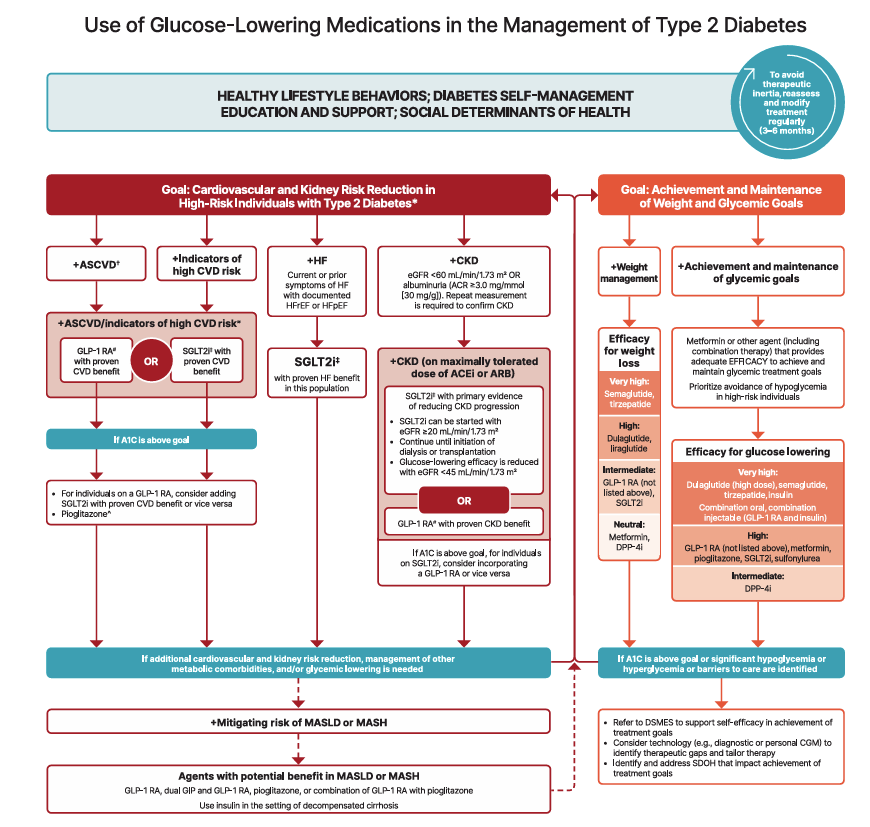 Use of Glucose-Lowering Medications in the Management of Type 2 Diabetes
HEALTHY LIFESTYLE BEHAVIORS; DIABETES SELF-MANAGEMENT
EDUCATION AND SUPPORT; SOCIAL DETERMINANTS OF HEALTH
To avoid
therapeutic
inertia, reassess
and modify
treatment
regularly
(3–6 months)
Goal: Cardiovascular and Kidney Risk Reduction in
High-Risk Individuals with Type 2 Diabetes*
+ASCVD†
+Indicators of
high CVD risk
+ASCVD/indicators of high CVD risk*
GLP-1 RA#
with proven
CVD benefit
OR
SGLT2i‡ with
proven CVD
benefit
If A1C is above goal
• For individuals on a GLP-1 RA, consider adding
SGLT2i with proven CVD benefit or vice versa
• Pioglitazone^
+HF
Current or prior
symptoms of HF
with documented
HFrEF or HFpEF
SGLT2i‡
with proven HF benefit
in this population
+CKD
eGFR <60 mL/min/1.73 m² OR
albuminuria (ACR ≥3.0 mg/mmol
[30 mg/g]). Repeat measurement
is required to confirm CKD
+CKD (on maximally tolerated
dose of ACEi or ARB)
SGLT2i‡ with primary evidence
of reducing CKD progression
• SGLT2i can be started with
eGFR ≥20 mL/min/1.73 m²
• Continue until initiation of
dialysis or transplantation
• Glucose-lowering efficacy is reduced
with eGFR <45 mL/min/1.73 m²
OR
GLP-1 RA# with proven CKD benefit
If A1C is above goal, for individuals
on SGLT2i, consider incorporating
a GLP-1 RA or vice versa
If additional cardiovascular and kidney risk reduction, management of other
metabolic comorbidities, and/or glycemic lowering is needed
+Mitigating risk of MASLD or MASH
Agents with potential benefit in MASLD or MASH
GLP-1 RA, dual GIP and GLP-1 RA, pioglitazone, or combination of GLP-1 RA with pioglitazone
Use insulin in the setting of decompensated cirrhosis
Goal: Achievement and Maintenance
of Weight and Glycemic Goals
+Weight
management
Efficacy
for weight
loss
Very high:
Semaglutide,
tirzepatide
High:
Dulaglutide,
liraglutide
Intermediate:
GLP-1 RA (not
listed above),
SGLT2i
Neutral:
Metformin,
DPP-4i
+Achievement and maintenance
of glycemic goals
Metformin or other agent (including
combination therapy) that provides
adequate EFFICACY to achieve and
maintain glycemic treatment goals
Prioritize avoidance of hypoglycemia
in high-risk individuals
Efficacy for glucose lowering
Very high:
Dulaglutide (high dose), semaglutide,
tirzepatide, insulin
Combination oral, combination
injectable (GLP-1 RA and insulin)
High:
GLP-1 RA (not listed above), metformin,
pioglitazone, SGLT2i, sulfonylurea
Intermediate:
DPP-4i
If A1C is above goal or significant hypoglycemia or
hyperglycemia or barriers to care are identified
• Refer to DSMES to support self-efficacy in achievement of
treatment goals
• Consider technology (e.g., diagnostic or personal CGM) to
identify therapeutic gaps and tailor therapy
• Identify and address SDOH that impact achievement of
treatment goals